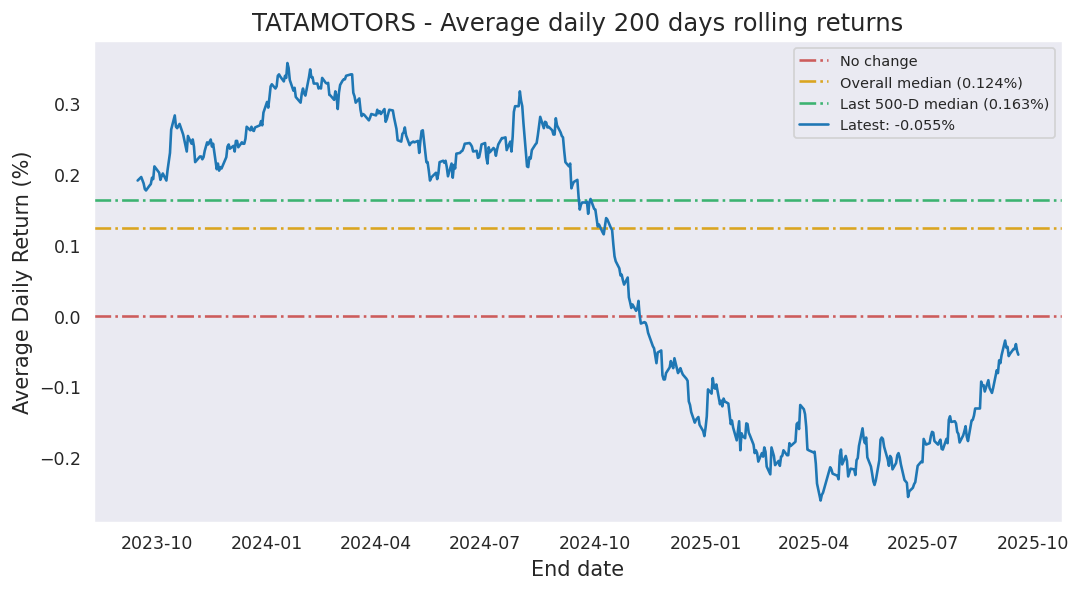 TATAMOTORS - Average daily 200 days rolling returns
No change
Overall median (0.124%)
Last 500-D median (0.163%)
Latest: -0.055%
Average Daily Return (%)
0.3
0.2
0.1
0.0
−0.1
−0.2
2023-10 2024-01 2024-04 2024-07 2024-10 2025-01 2025-04 2025-07 2025-10
End date